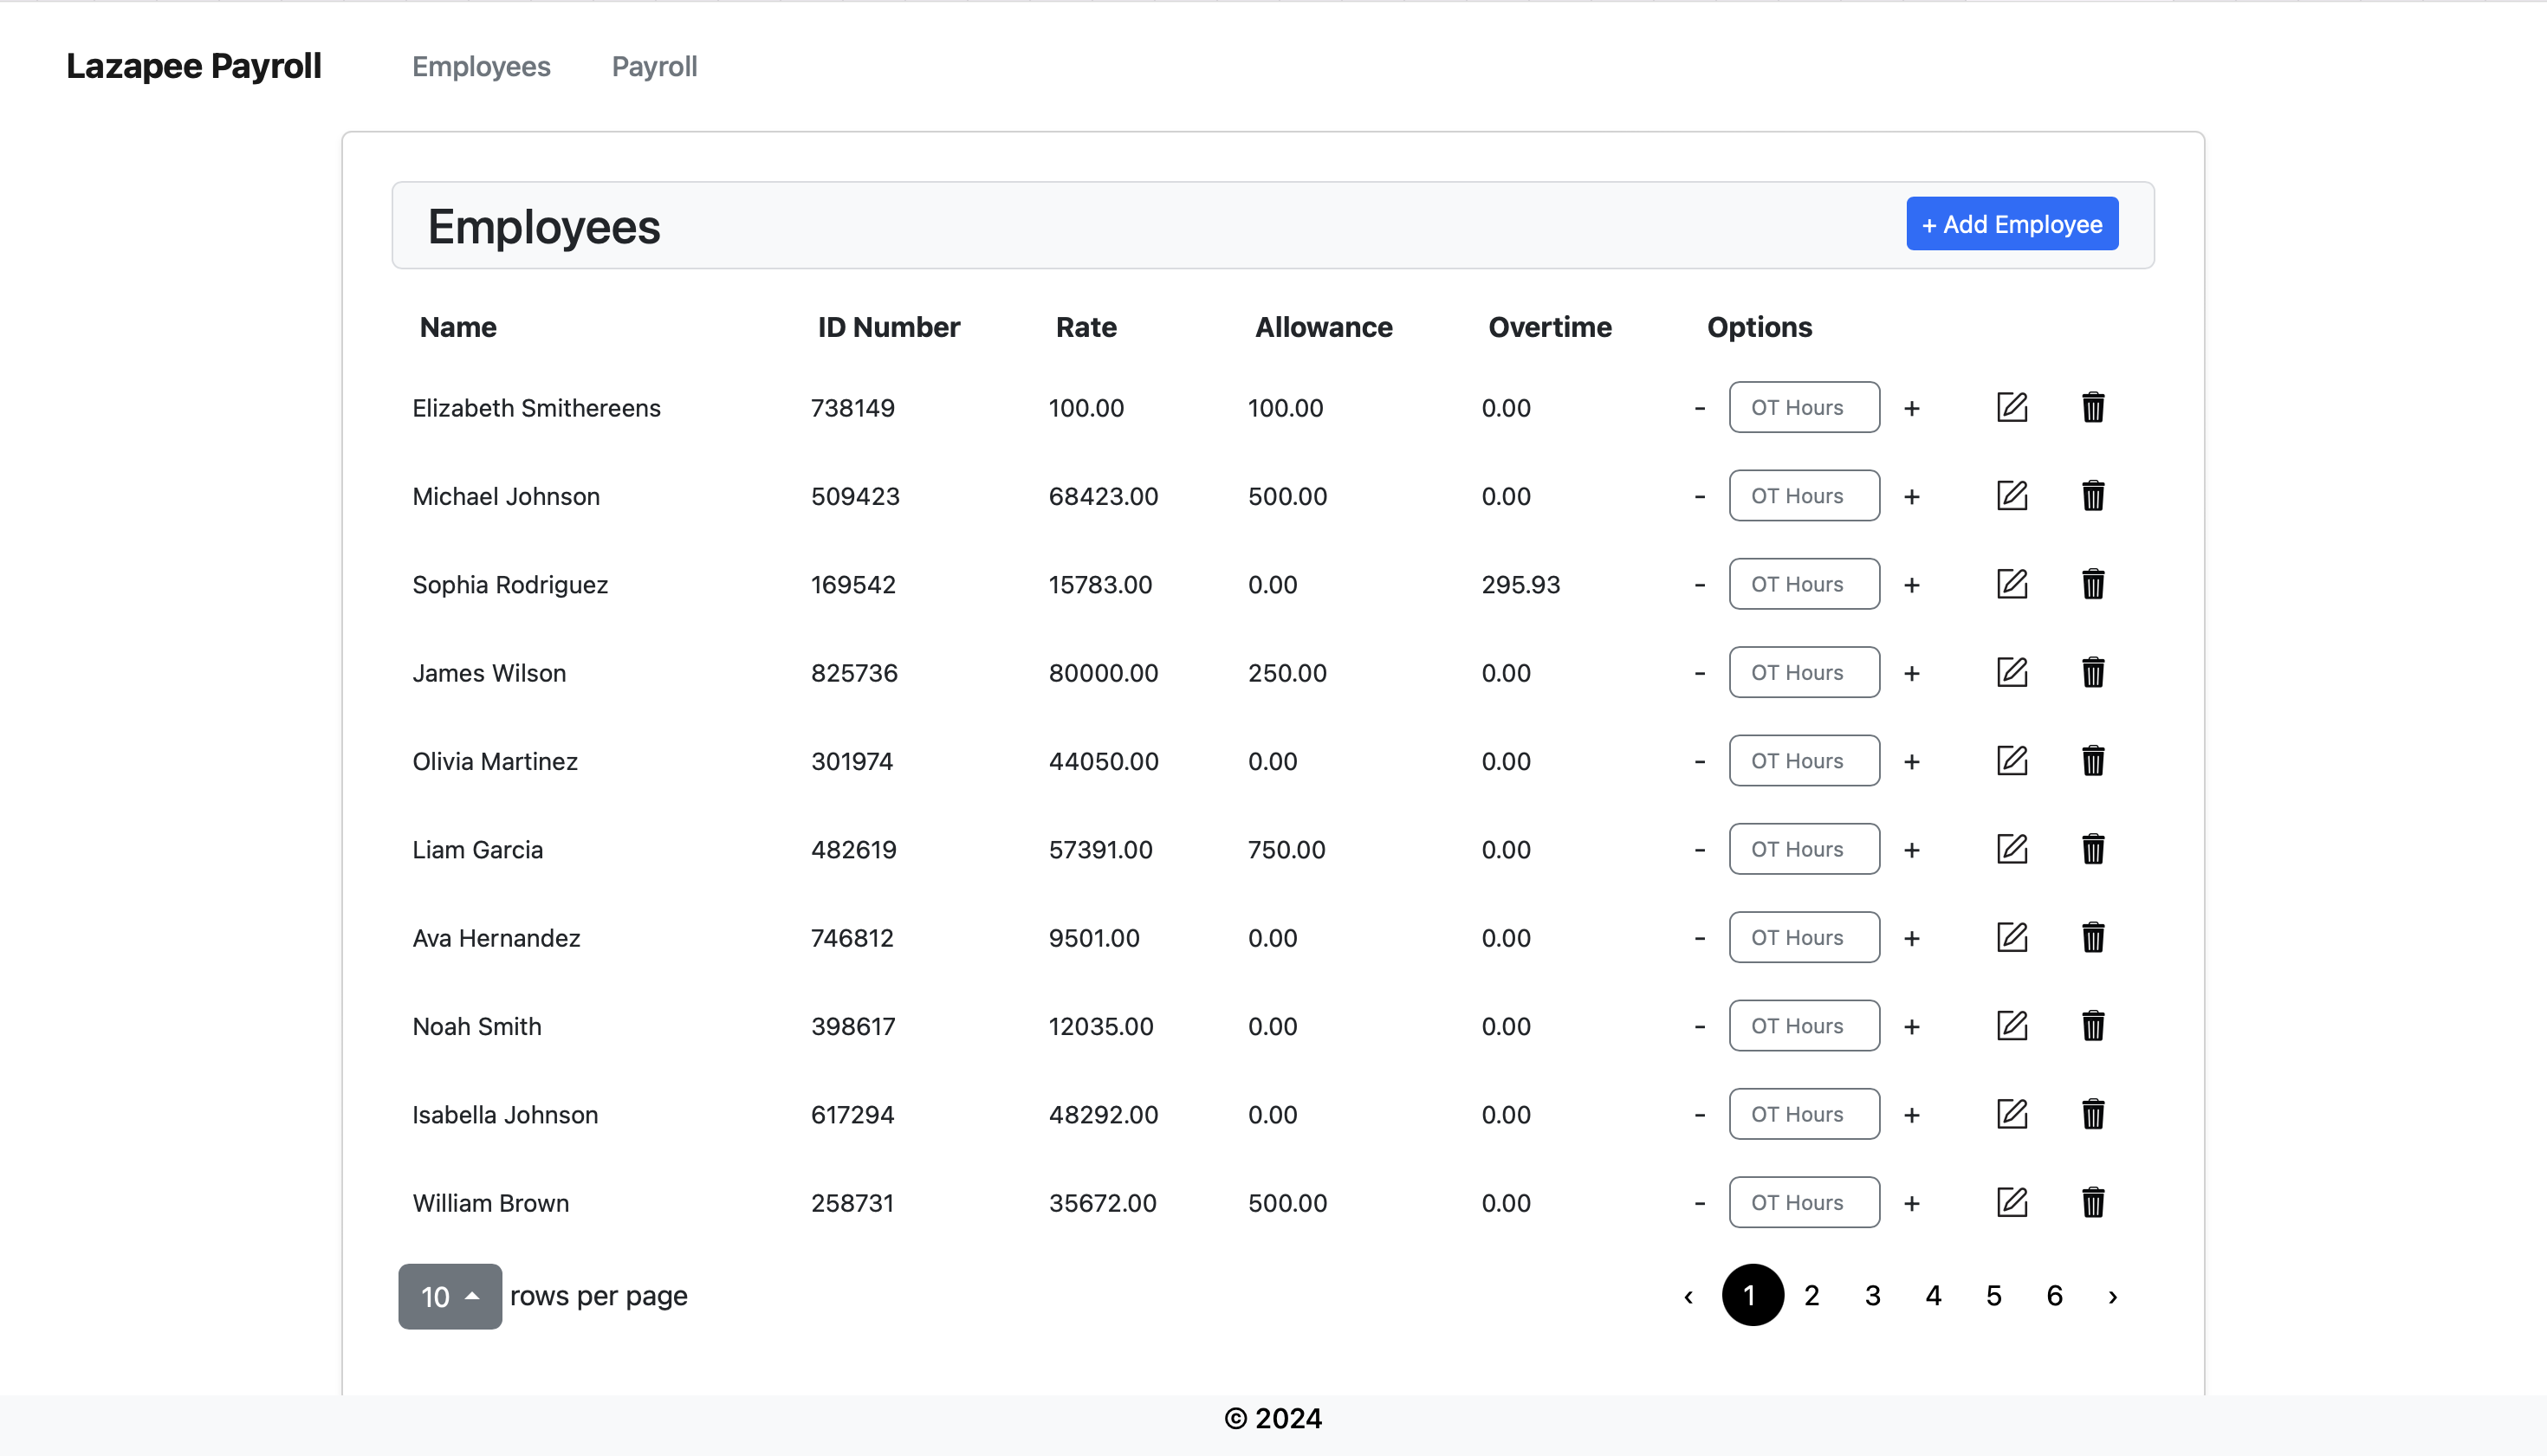 Lazapee Payroll Employees Payroll
Employees + Add Employee
Name ID Number Rate Allowance Overtime Options
Elizabeth Smithereens 738149 100.00 100.00 0.00 - OT Hours +
Michael Johnson 509423 68423.00 500.00 0.00 - OT Hours +
Sophia Rodriguez 169542 15783.00 0.00 295.93 - OT Hours +
James Wilson 825736 80000.00 250.00 0.00 - OT Hours +
Olivia Martinez 301974 44050.00 0.00 0.00 - OT Hours +
Liam Garcia 482619 57391.00 750.00 0.00 - OT Hours +
Ava Hernandez 746812 9501.00 0.00 0.00 - OT Hours +
Noah Smith 398617 12035.00 0.00 0.00 - OT Hours +
Isabella Johnson 617294 48292.00 0.00 0.00 - OT Hours +
William Brown 258731 35672.00 500.00 0.00 - OT Hours +
10 rows per page ‹ 1 2 3 4 5 6 ›
© 2024